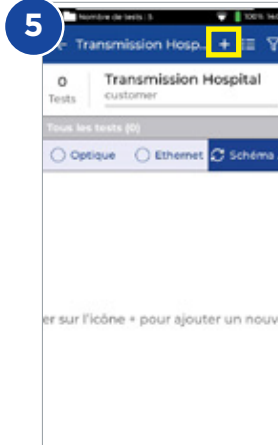 5
Nombre de tests : 5
100%
Transmission Hosp... +
0 Transmission Hospital
Tests customer
Tous les tests (0)
Optique Ethernet Schéma
er sur l'icône + pour ajouter un nouv